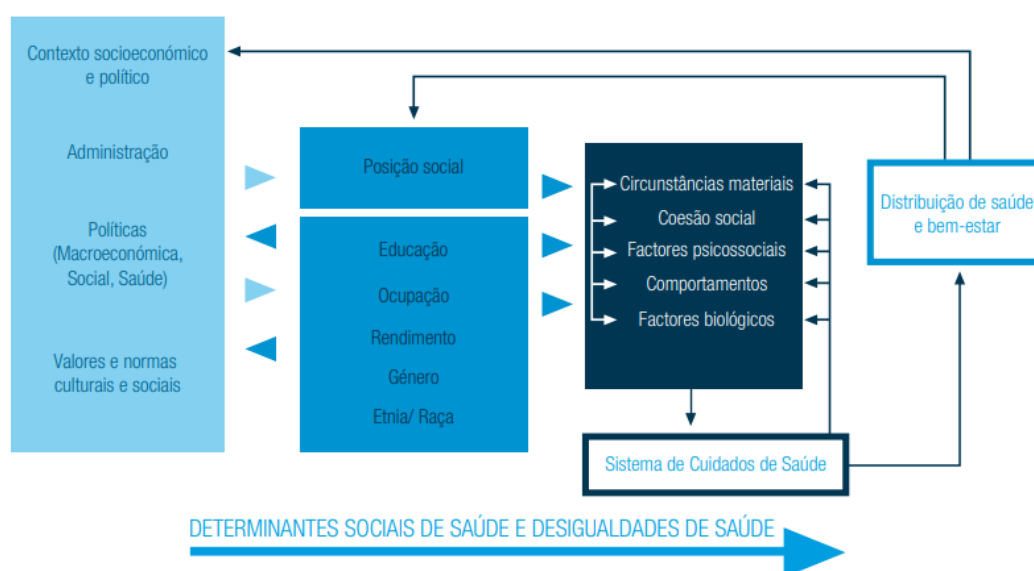 Contexto socioeconómico
e político
Administração
Políticas
(Macroeconómica,
Social, Saúde)
Valores e normas
culturais e sociais
Posição social
Educação
Ocupação
Rendimento
Género
Etnia/ Raça
Circunstâncias materiais
Coesão social
Factores psicossociais
Comportamentos
Factores biológicos
Sistema de Cuidados de Saúde
Distribuição de saúde
e bem-estar
DETERMINANTES SOCIAIS DE SAÚDE E DESIGUALDADES DE SAÚDE